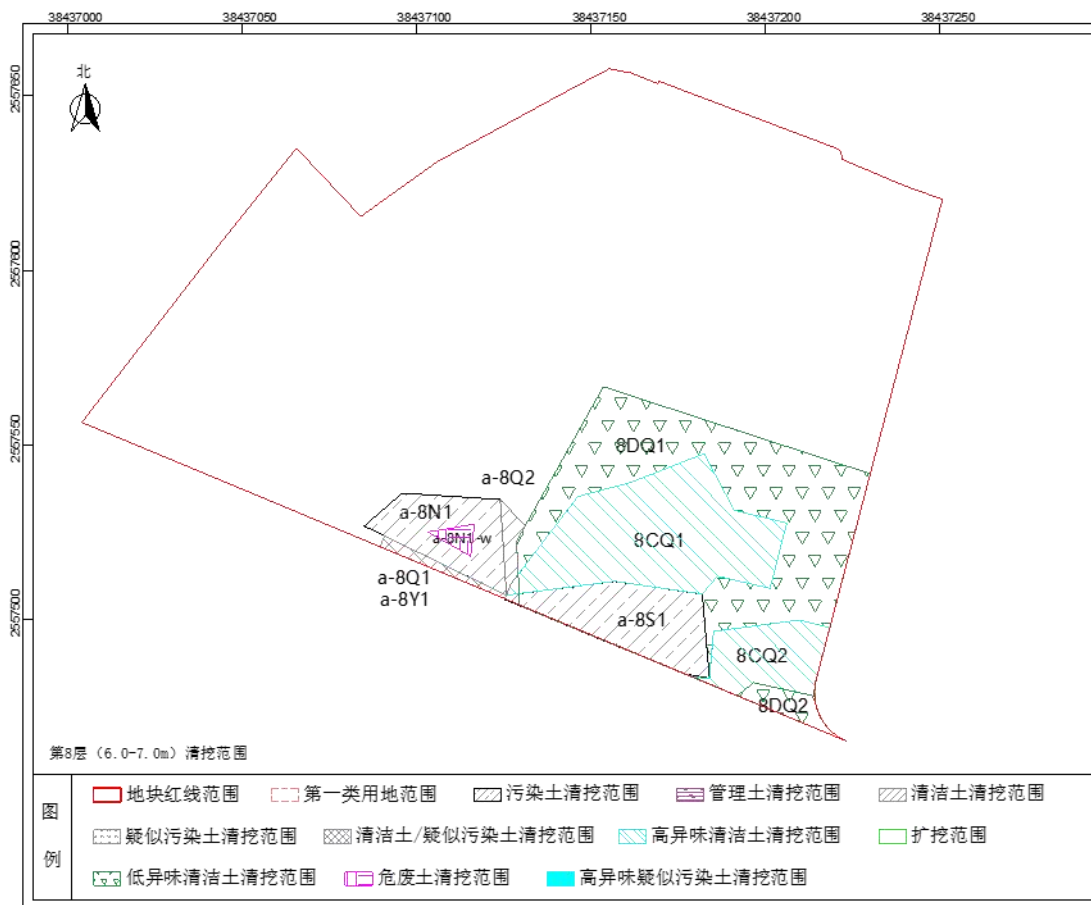 38437000 38437050 38437100 38437150 38437200 38437250
2557650
2557600
2557550
2557500
北
8DQ1
a-8Q2
a-8N1
a-8N1-w
8CQ1
a-8Q1
a-8Y1
a-8S1
8CQ2
8DQ2
第8层（6.0-7.0m）清挖范围
图例
地块红线范围 第一类用地范围 污染土清挖范围 管理土清挖范围 清洁土清挖范围
疑似污染土清挖范围 清洁土/疑似污染土清挖范围 高异味清洁土清挖范围 扩挖范围
低异味清洁土清挖范围 危废土清挖范围 高异味疑似污染土清挖范围